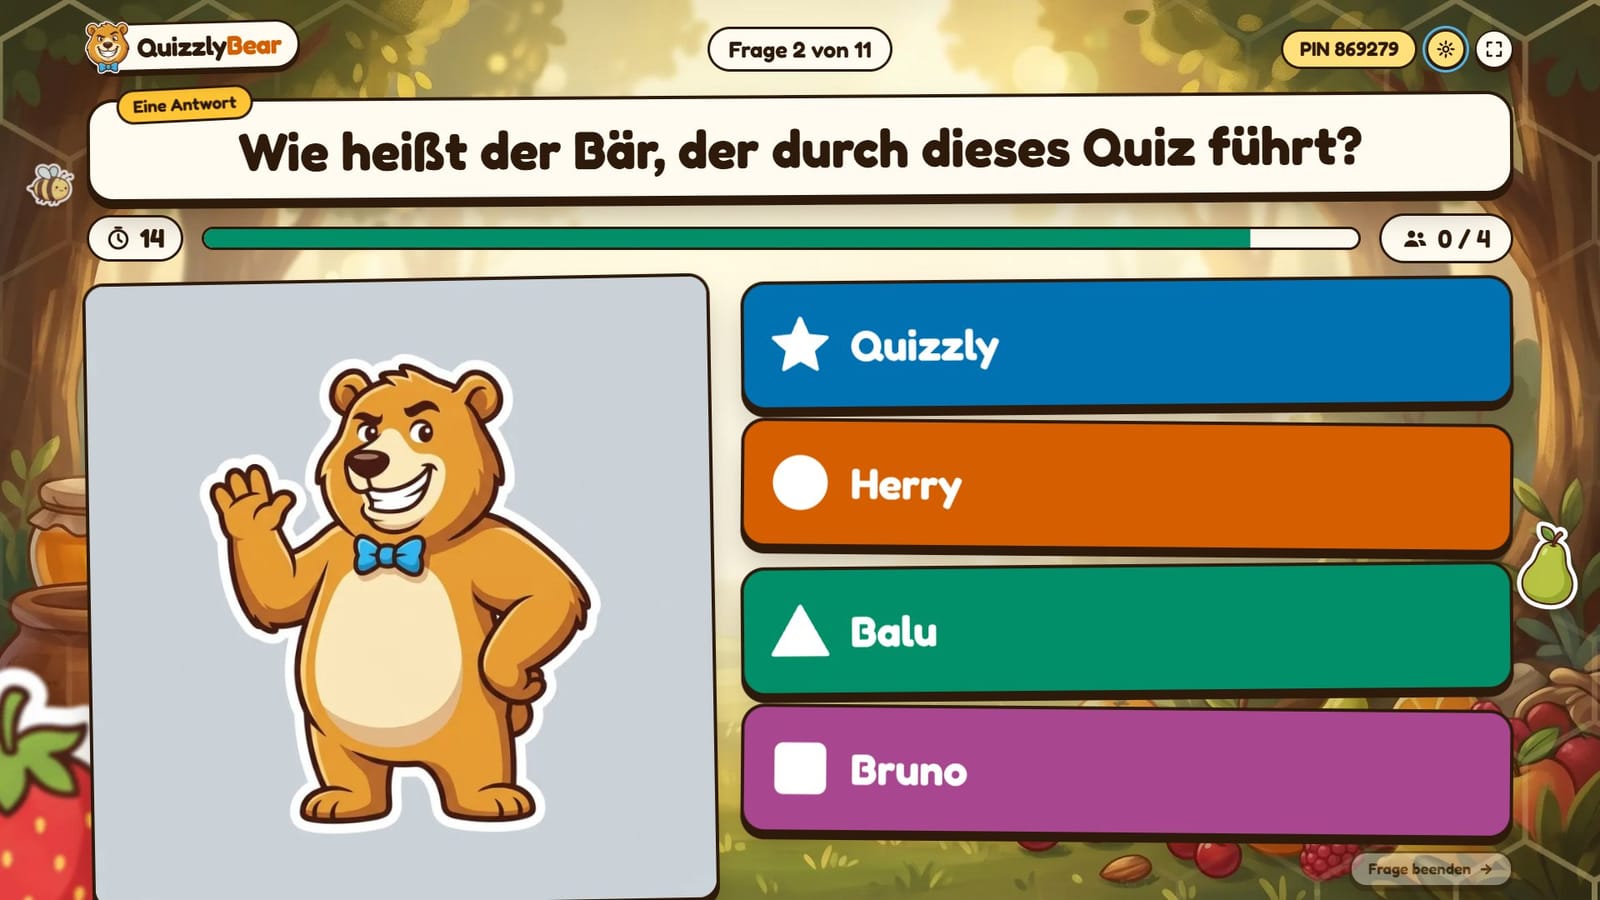 QuizzlyBear
Frage 2 von 11
PIN 869279
Eine Antwort
Wie heißt der Bär, der durch dieses Quiz führt?
14
0 / 4
Quizzly
Herry
Balu
Bruno
Frage beenden →